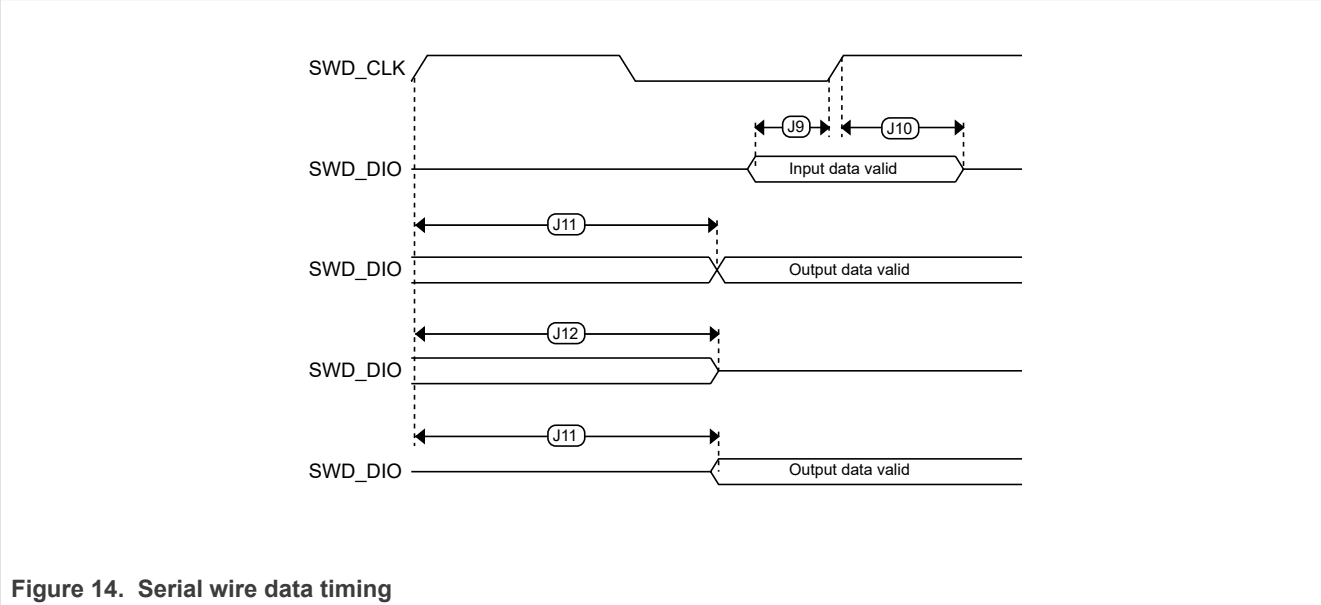 SWD_CLK
J9
J10
SWD_DIO
Input data valid
J11
SWD_DIO
Output data valid
J12
SWD_DIO
J11
SWD_DIO
Output data valid
Figure 14. Serial wire data timing